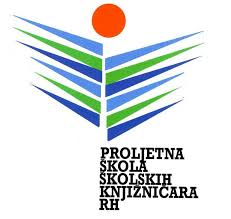 PROLJETNA
ŠKOLA
ŠKOLSKIH
KNJIŽNIČARA
RH